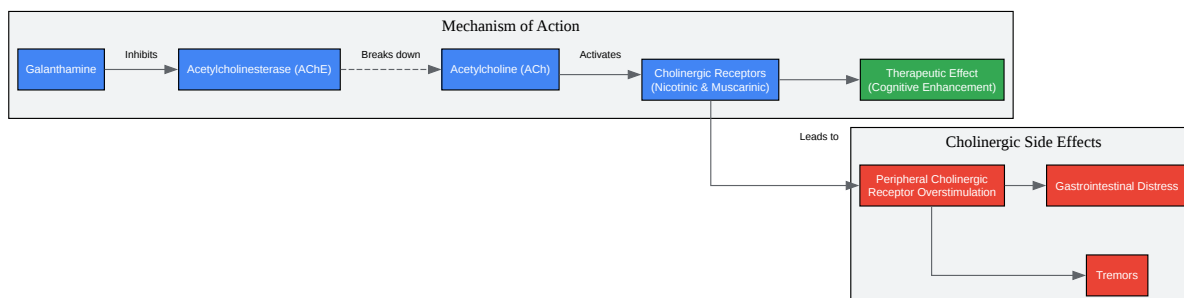 Mechanism of Action
Galanthamine
Inhibits
Acetylcholinesterase (AChE)
Breaks down
Acetylcholine (ACh)
Activates
Cholinergic Receptors
(Nicotinic & Muscarinic)
Therapeutic Effect
(Cognitive Enhancement)
Leads to
Cholinergic Side Effects
Peripheral Cholinergic
Receptor Overstimulation
Gastrointestinal Distress
Tremors